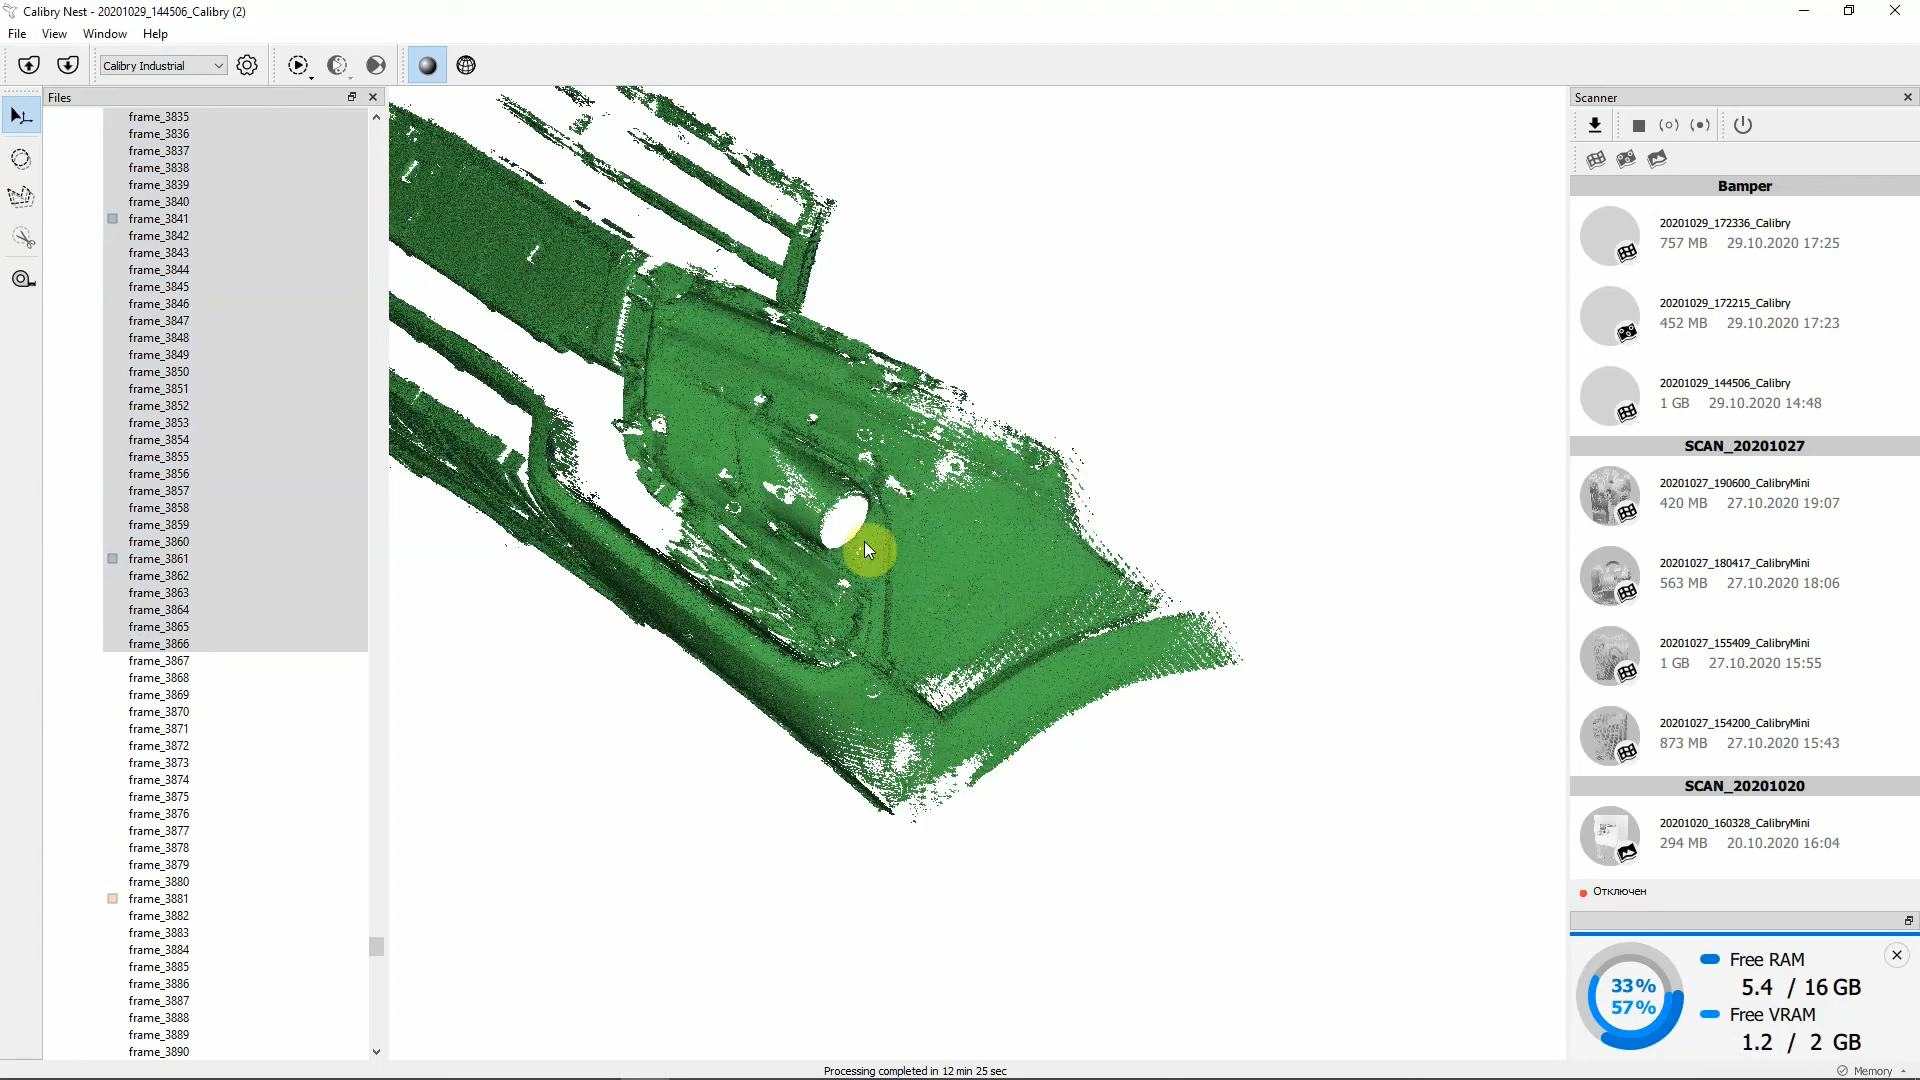 Calibry Nest - 20201029_144506_Calibry (2)
File View Window Help
Calibry Industrial
Files
frame_3835
frame_3836
frame_3837
frame_3838
frame_3839
frame_3840
frame_3841
frame_3842
frame_3843
frame_3844
frame_3845
frame_3846
frame_3847
frame_3848
frame_3849
frame_3850
frame_3851
frame_3852
frame_3853
frame_3854
frame_3855
frame_3856
frame_3857
frame_3858
frame_3859
frame_3860
frame_3861
frame_3862
frame_3863
frame_3864
frame_3865
frame_3866
frame_3867
frame_3868
frame_3869
frame_3870
frame_3871
frame_3872
frame_3873
frame_3874
frame_3875
frame_3876
frame_3877
frame_3878
frame_3879
frame_3880
frame_3881
frame_3882
frame_3883
frame_3884
frame_3885
frame_3886
frame_3887
frame_3888
frame_3889
frame_3890
Scanner
Bamper
20201029_172336_Calibry
757 MB 29.10.2020 17:25
20201029_172215_Calibry
452 MB 29.10.2020 17:23
20201029_144506_Calibry
1 GB 29.10.2020 14:48
SCAN_20201027
20201027_190600_CalibryMini
420 MB 27.10.2020 19:07
20201027_180417_CalibryMini
563 MB 27.10.2020 18:06
20201027_155409_CalibryMini
1 GB 27.10.2020 15:55
20201027_154200_CalibryMini
873 MB 27.10.2020 15:43
SCAN_20201020
20201020_160328_CalibryMini
294 MB 20.10.2020 16:04
Отключен
33%
57%
Free RAM
5.4 / 16 GB
Free VRAM
1.2 / 2 GB
Processing completed in 12 min 25 sec
Memory